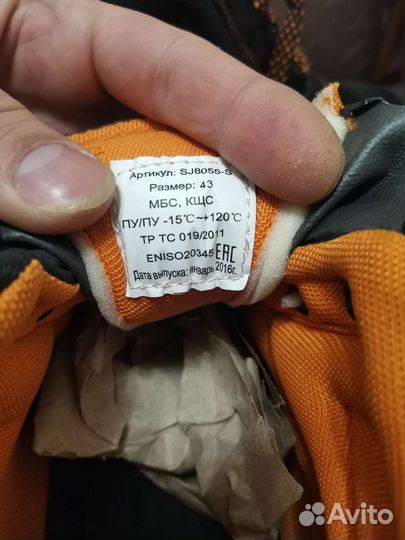 Артикул: SJ8055-S
Размер: 43
МБС, КЩС
ПУ/ПУ -15℃~+120℃
ТР ТС 019/2011
ENISO20345 EAC
Дата выпуска: январь 2016г.
Avito